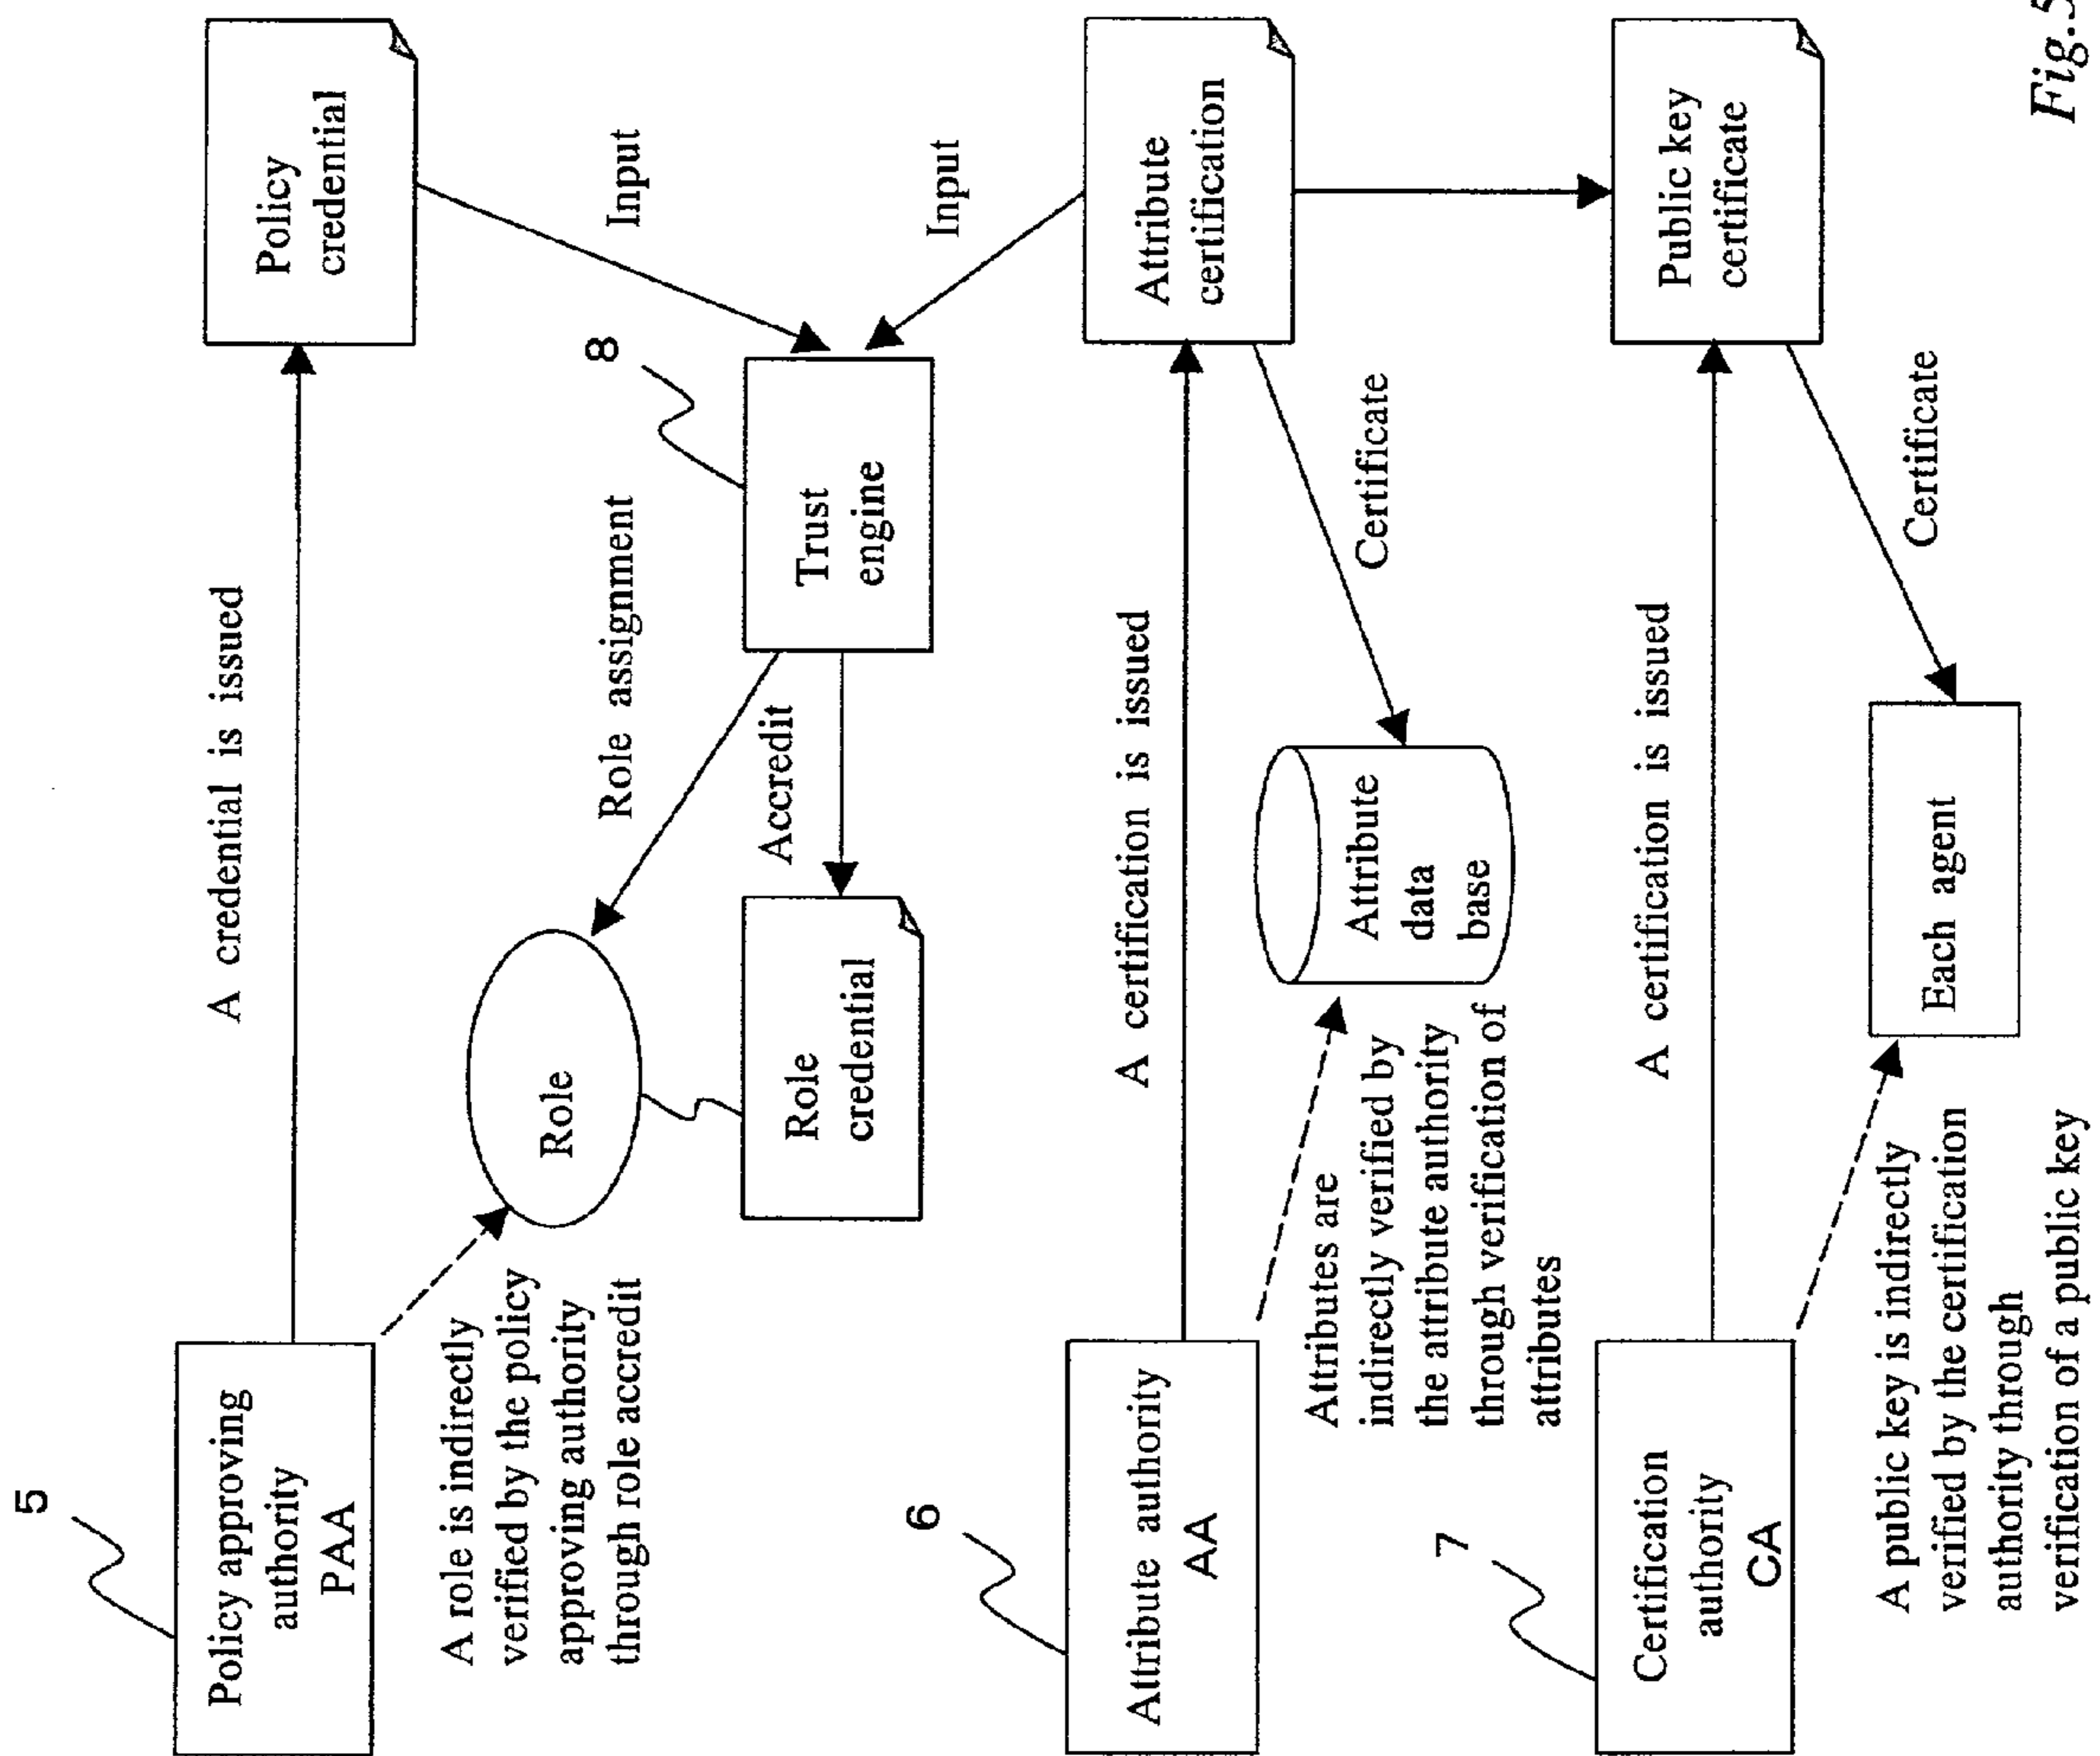 5
Policy approving
authority
PAA
A credential is issued
Policy
credential
A role is indirectly
verified by the policy
approving authority
through role accredit
Role
Role assignment
8
Input
Role
credential
Accredit
Trust
engine
Input
6
Attribute authority
AA
A certification is issued
Attribute
certification
Attributes are
indirectly verified by
the attribute authority
through verification of
attributes
Attribute
data
base
Certificate
7
Certification
authority
CA
A certification is issued
Public key
certificate
A public key is indirectly
verified by the certification
authority through
verification of a public key
Each agent
Certificate
Fig.5